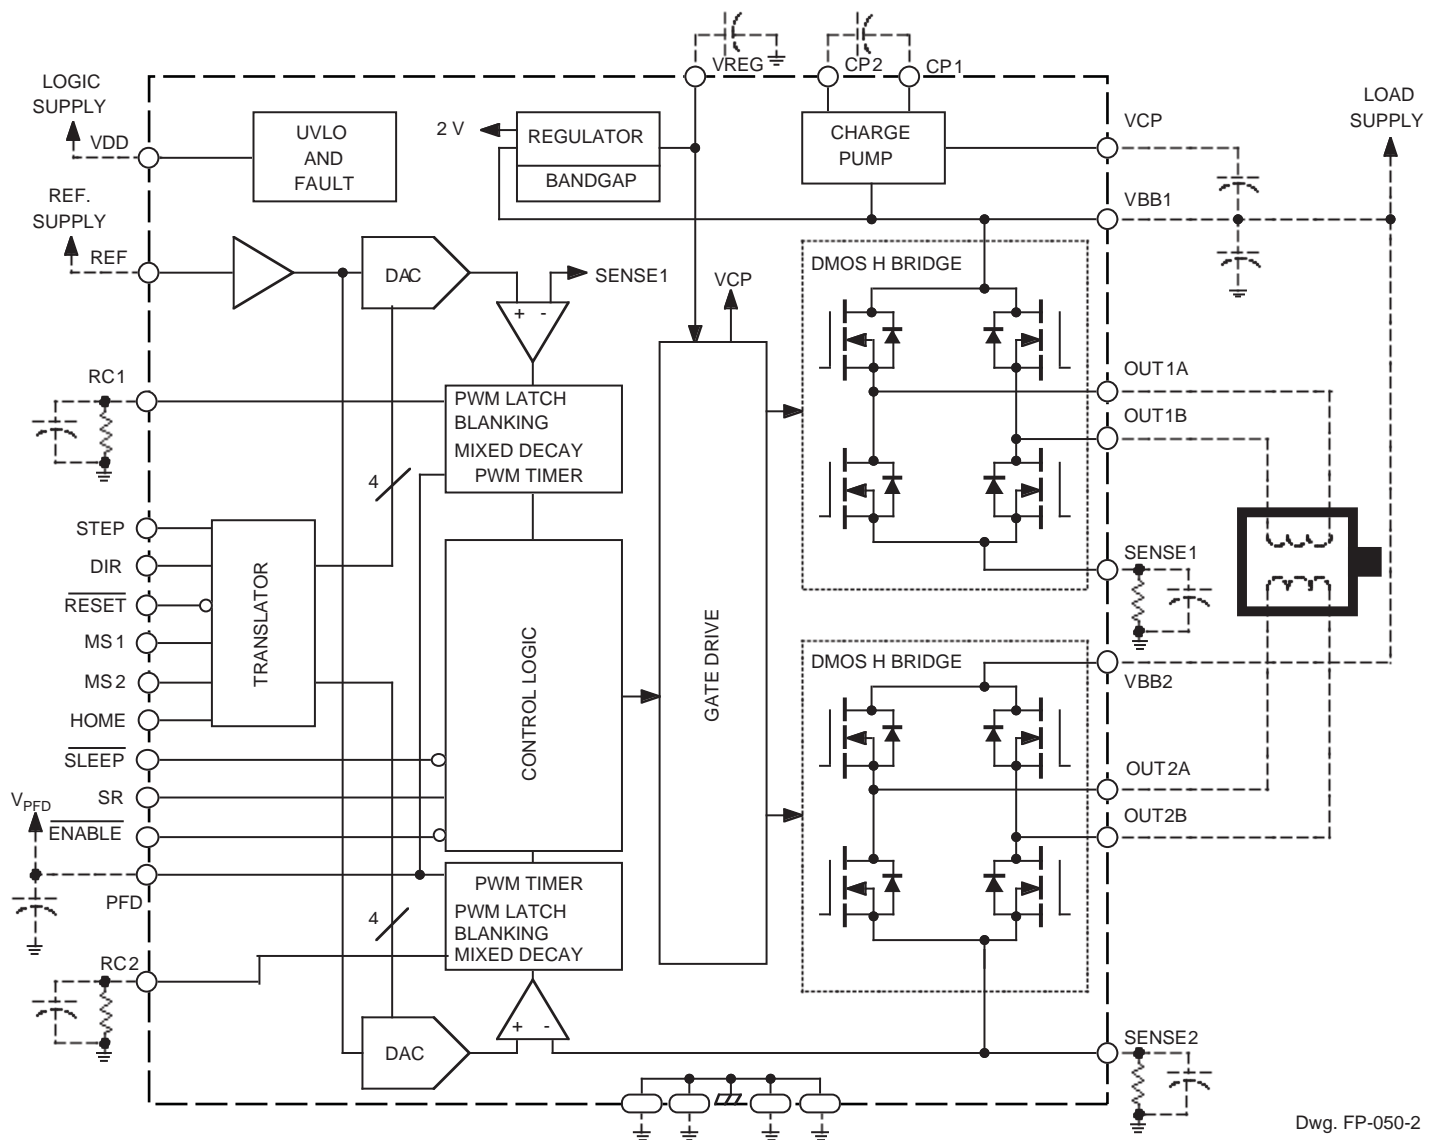 VREG
CP2
CP1
LOGIC
SUPPLY
VDD
UVLO
AND
FAULT
2 V
REGULATOR
BANDGAP
CHARGE
PUMP
VCP
LOAD
SUPPLY
REF.
SUPPLY
REF
VBB1
DAC
SENSE1
+ -
VCP
DMOS H BRIDGE
RC1
PWM LATCH
BLANKING
MIXED DECAY
PWM TIMER
4
OUT1A
OUT1B
STEP
DIR
RESET
MS1
MS2
HOME
SLEEP
SR
ENABLE
VPFD
PFD
TRANSLATOR
CONTROL LOGIC
GATE DRIVE
SENSE1
DMOS H BRIDGE
VBB2
OUT2A
OUT2B
PWM TIMER
PWM LATCH
BLANKING
MIXED DECAY
4
RC2
+ -
DAC
SENSE2
Dwg. FP-050-2